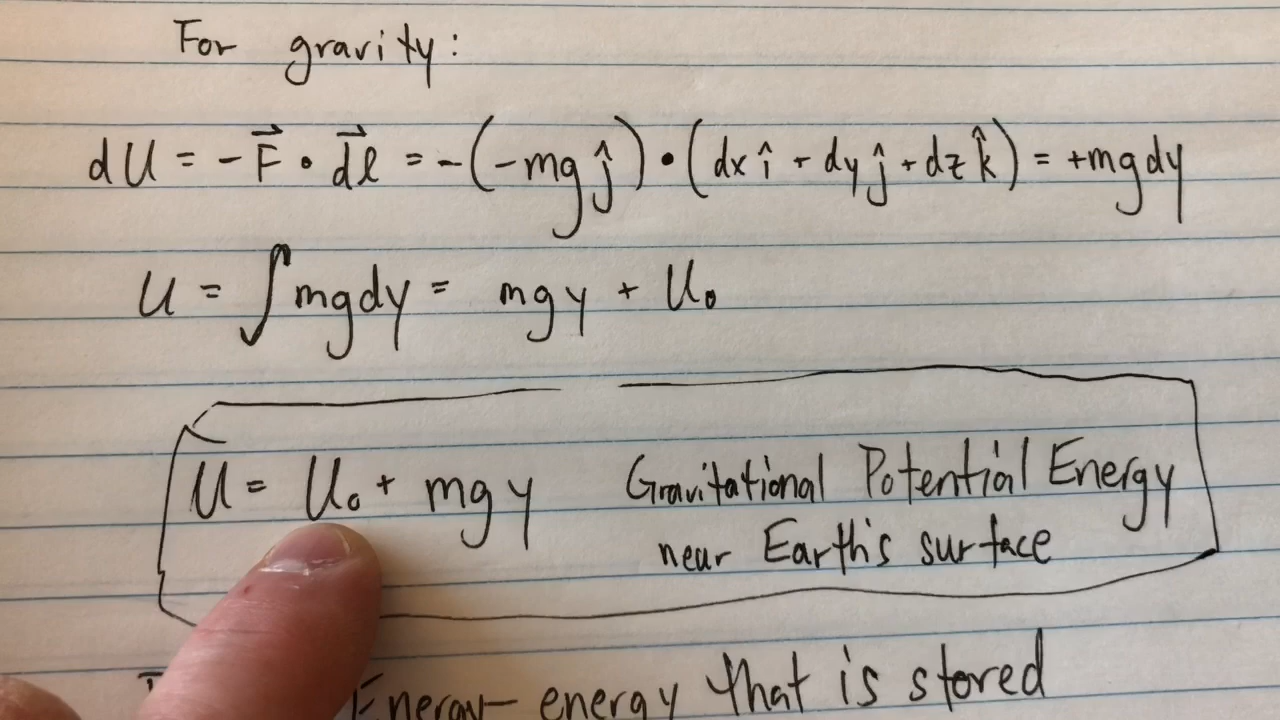 For gravity:
dU = -F⃗ • dl⃗ = -(-mg ĵ) • (dx î + dy ĵ + dz k̂) = +mgdy
U = ∫mgdy = mgy + U₀
U = U₀ + mgy Gravitational Potential Energy
near Earth's surface
Energy - energy that is stored